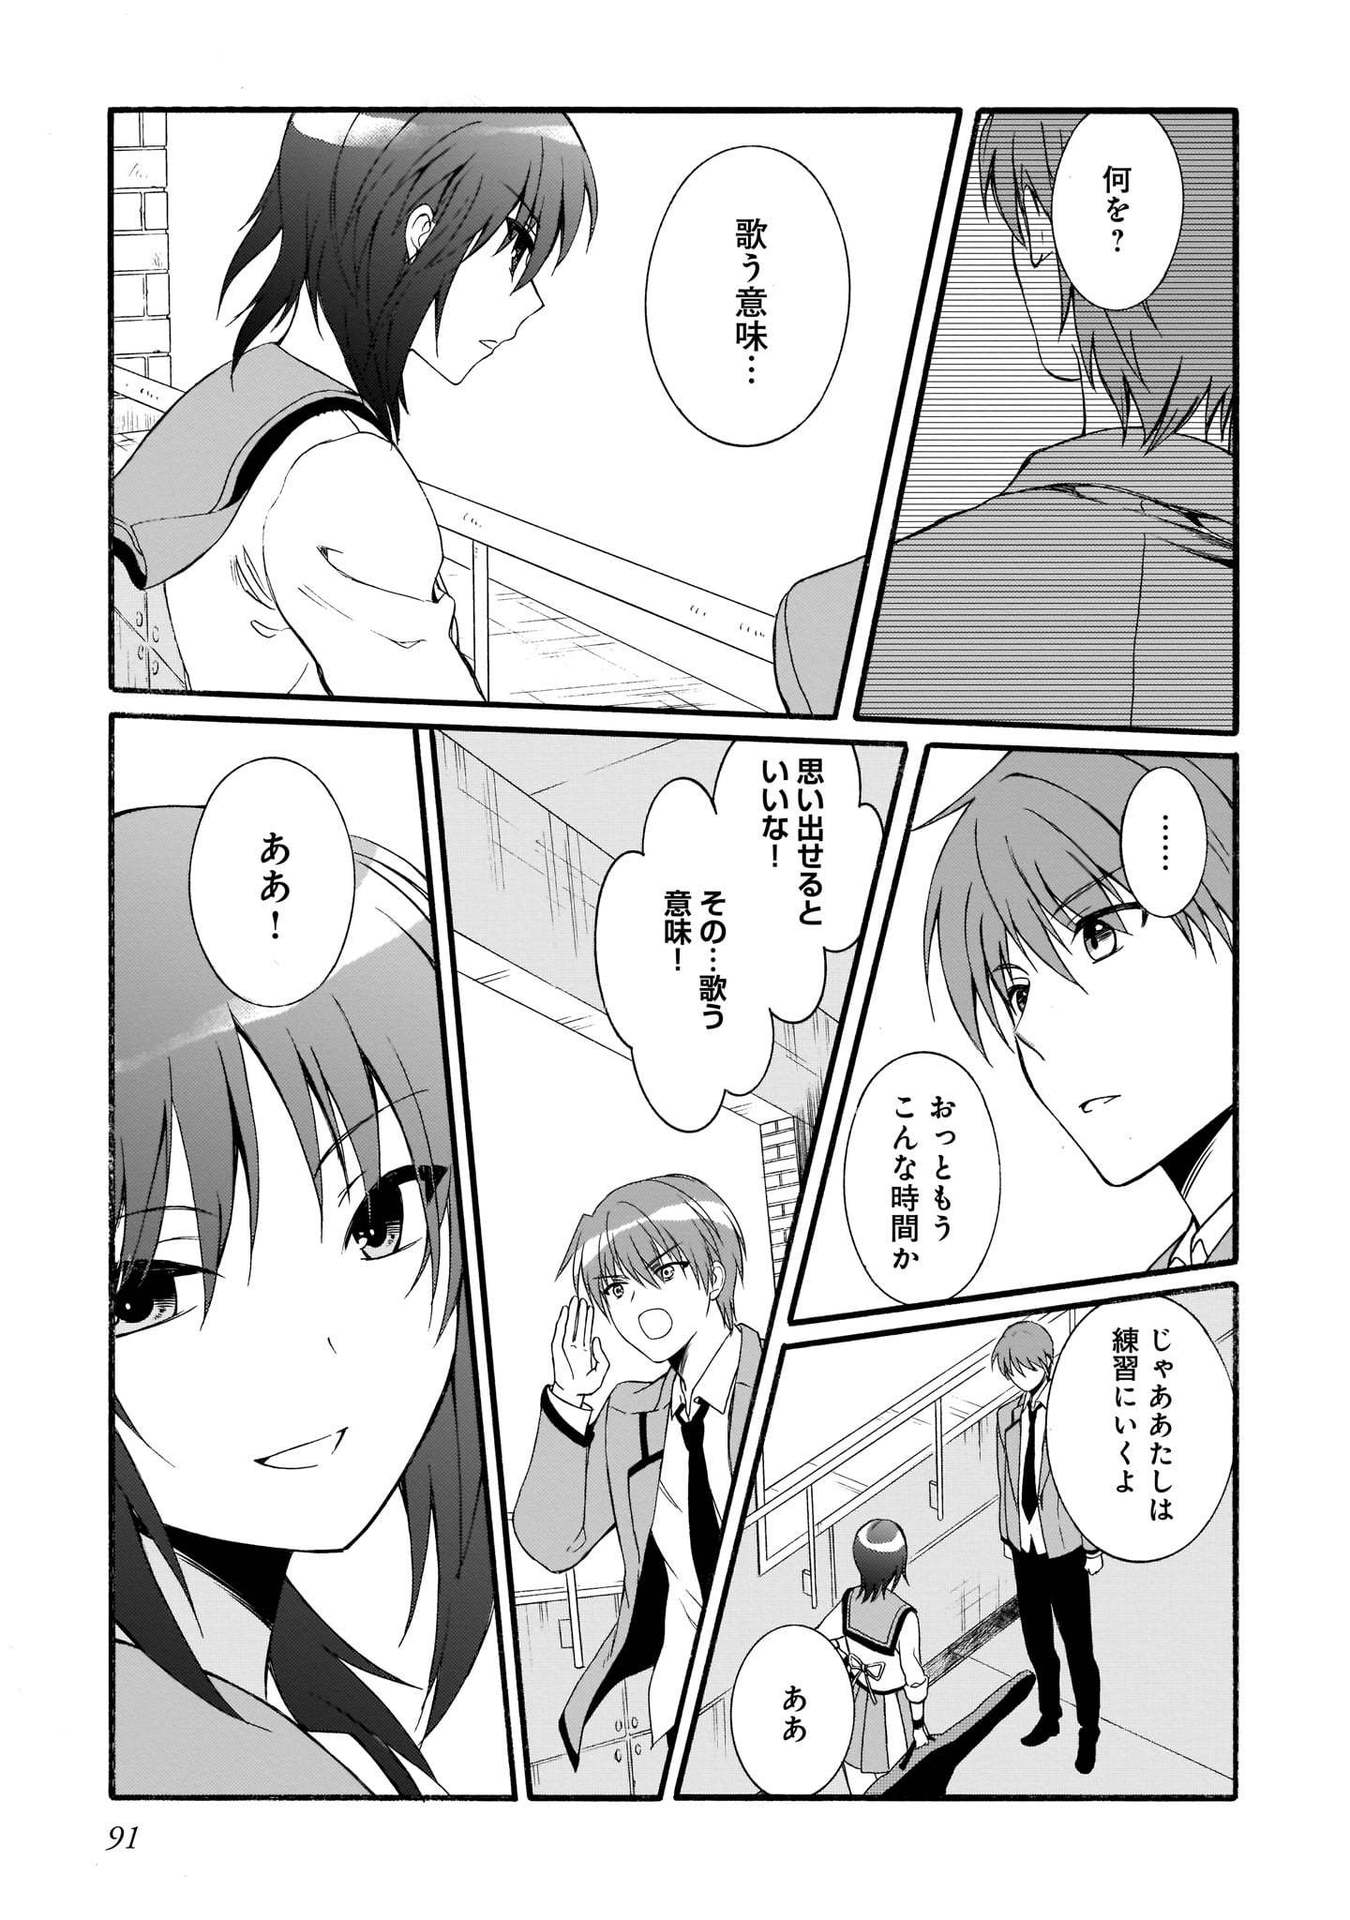 何を?
歌う意味…
……
おっともう
こんな時間か
じゃああたしは
練習にいくよ
ああ
思い出せると
いいな!
その…歌う
意味!
ああ!
91